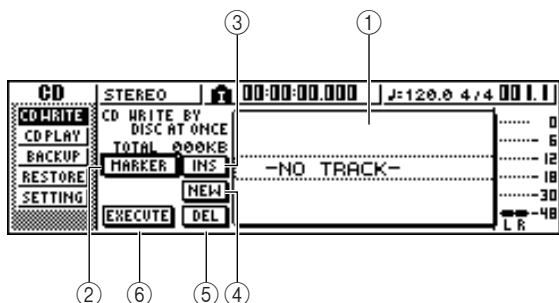 ③ ①
CD STEREO 00:00:00.000 ♩=120.0 4/4 001.1
CD WRITE
CD PLAY
BACKUP
RESTORE
SETTING
CD WRITE BY
DISC AT ONCE
TOTAL 000KB
MARKER INS
NEW
EXECUTE DEL
-NO TRACK-
0
6
12
18
30
48
L R
② ⑥ ⑤ ④